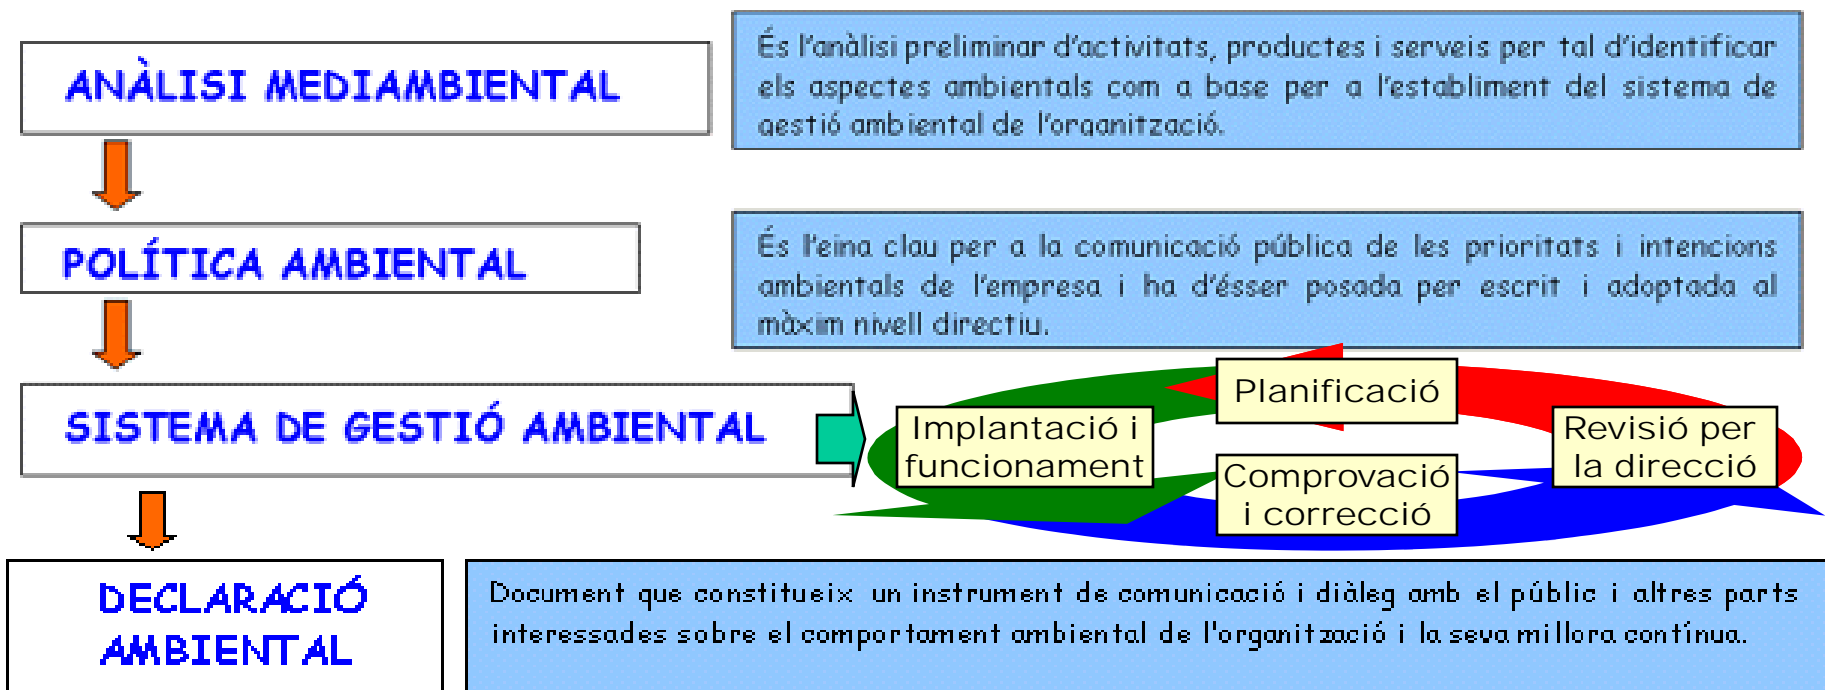 ANÀLISI MEDIAMBIENTAL
És l'anàlisi preliminar d'activitats, productes i serveis per tal d'identificar
els aspectes ambientals com a base per a l'establiment del sistema de
gestió ambiental de l'organització.
POLÍTICA AMBIENTAL
És l'eina clau per a la comunicació pública de les prioritats i intencions
ambientals de l'empresa i ha d'ésser posada per escrit i adoptada al
màxim nivell directiu.
SISTEMA DE GESTIÓ AMBIENTAL
Planificació
Implantació i
funcionament
Revisió per
la direcció
Comprovació
i correcció
DECLARACIÓ
AMBIENTAL
Document que constitueix un instrument de comunicació i diàleg amb el públic i altres parts
interessades sobre el comportament ambiental de l'organització i la seva millora contínua.